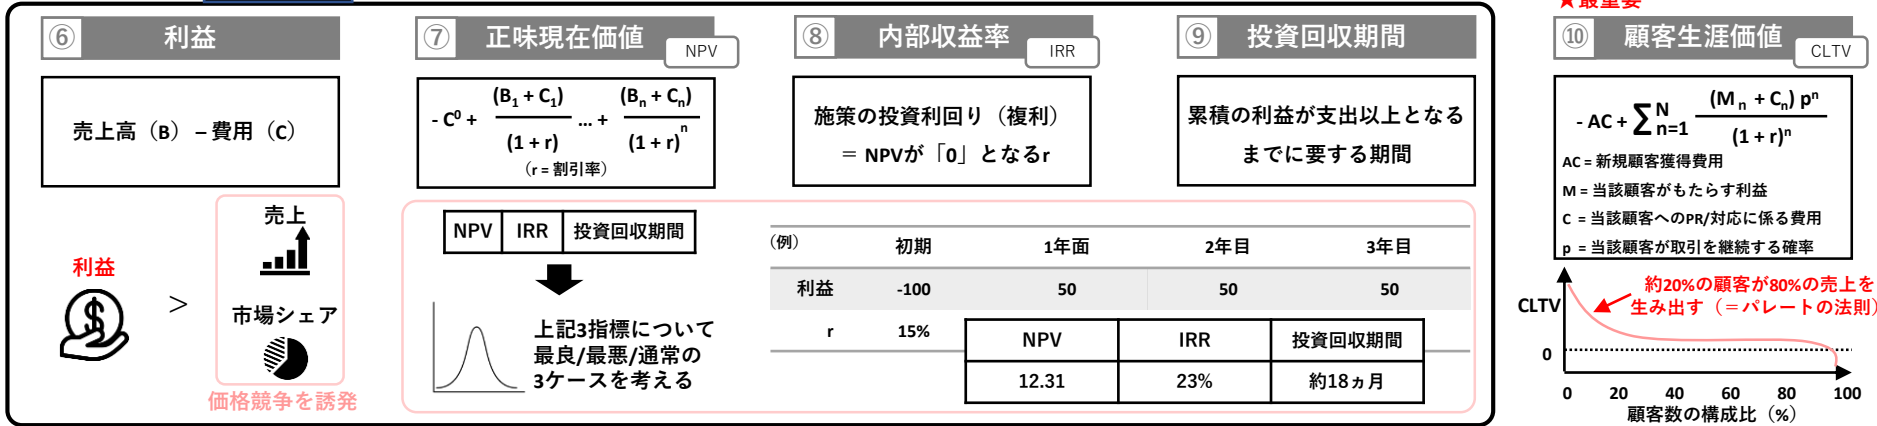 ★最重要
⑥ 利益
売上高（B）– 費用（C）
利益
>
売上
市場シェア
価格競争を誘発
⑦ 正味現在価値
NPV
- C⁰ + (B₁ + C₁) / (1 + r) … + (Bₙ + Cₙ) / (1 + r)ⁿ
（r = 割引率）
⑧ 内部収益率
IRR
施策の投資利回り（複利）
＝ NPVが「0」となるr
⑨ 投資回収期間
累積の利益が支出以上となる
までに要する期間
NPV IRR 投資回収期間
上記3指標について
最良/最悪/通常の
3ケースを考える
（例） 初期 1年面 2年目 3年目
利益 -100 50 50 50
r 15%
NPV IRR 投資回収期間
12.31 23% 約18ヵ月
⑩ 顧客生涯価値
CLTV
- AC + ∑ N n=1 (Mₙ + Cₙ) pⁿ / (1 + r)ⁿ
AC = 新規顧客獲得費用
M = 当該顧客がもたらす利益
C = 当該顧客へのPR/対応に係る費用
p = 当該顧客が取引を継続する確率
約20%の顧客が80%の売上を
生み出す（＝パレートの法則）
CLTV
0
0 20 40 60 80 100
顧客数の構成比（%）